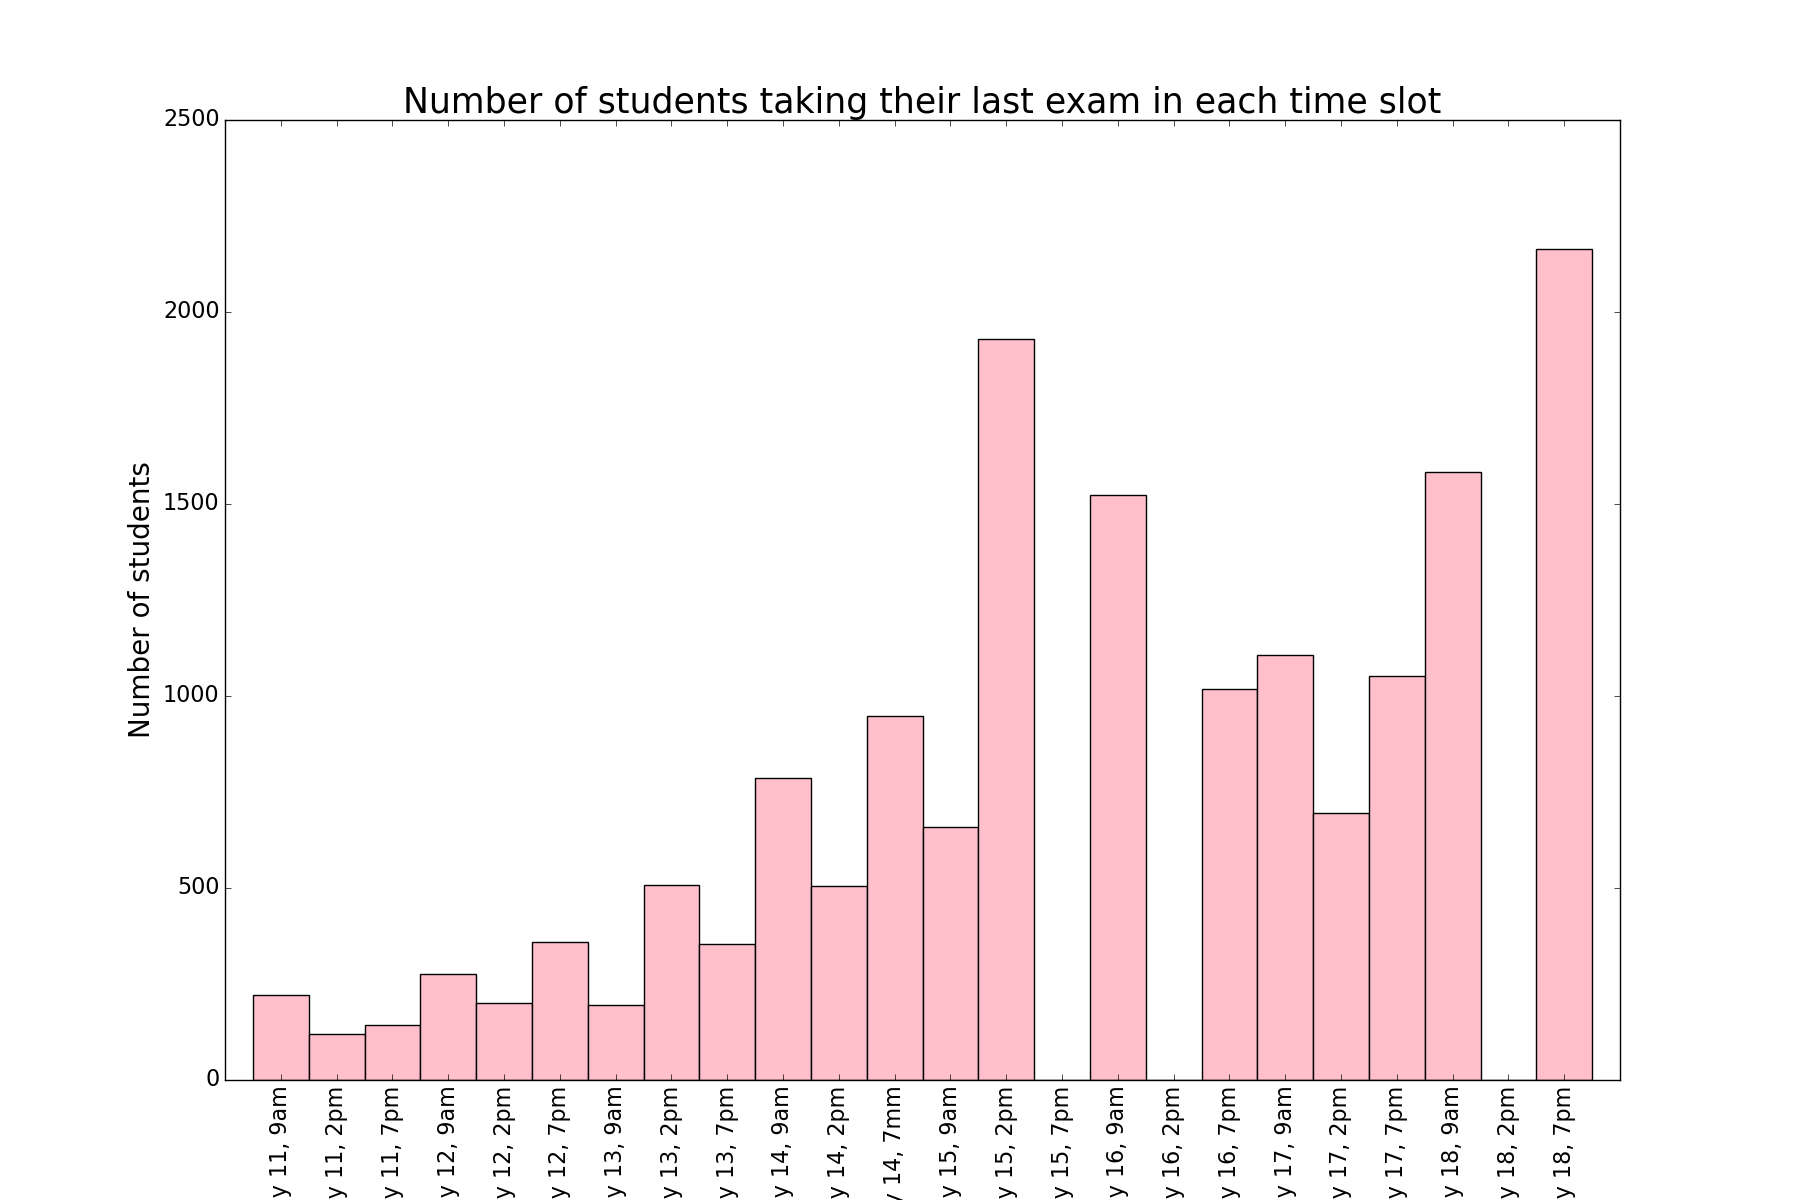 Number of students taking their last exam in each time slot
Number of students
2500
2000
1500
1000
500
0
y 11, 9am
y 11, 2pm
y 11, 7pm
y 12, 9am
y 12, 2pm
y 12, 7pm
y 13, 9am
y 13, 2pm
y 13, 7pm
y 14, 9am
y 14, 2pm
y 14, 7mm
y 15, 9am
y 15, 2pm
y 15, 7pm
y 16, 9am
y 16, 2pm
y 16, 7pm
y 17, 9am
y 17, 2pm
y 17, 7pm
y 18, 9am
y 18, 2pm
y 18, 7pm